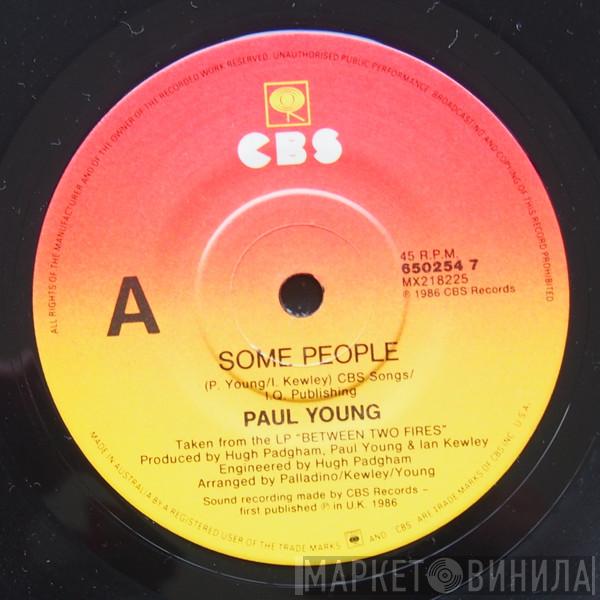 ALL RIGHTS OF THE MANUFACTURER AND OF THE OWNER OF THE RECORDED WORK RESERVED. UNAUTHORISED PUBLIC PERFORMANCE, BROADCASTING AND COPYING OF THIS RECORD PROHIBITED
CBS
A
45 R.P.M.
650254 7
MX218225
℗ 1986 CBS Records
SOME PEOPLE
(P. Young/I. Kewley) CBS Songs/
I.Q. Publishing
PAUL YOUNG
Taken from the LP "BETWEEN TWO FIRES"
Produced by Hugh Padgham, Paul Young & Ian Kewley
Engineered by Hugh Padgham
Arranged by Palladino/Kewley/Young
Sound recording made by CBS Records –
first published ℗ in U.K. 1986
MADE IN AUSTRALIA BY A REGISTERED USER OF THE TRADE MARKS AND CBS ARE TRADE MARKS OF CBS INC. U.S.A.
МАРКЕТ ВИНИЛА